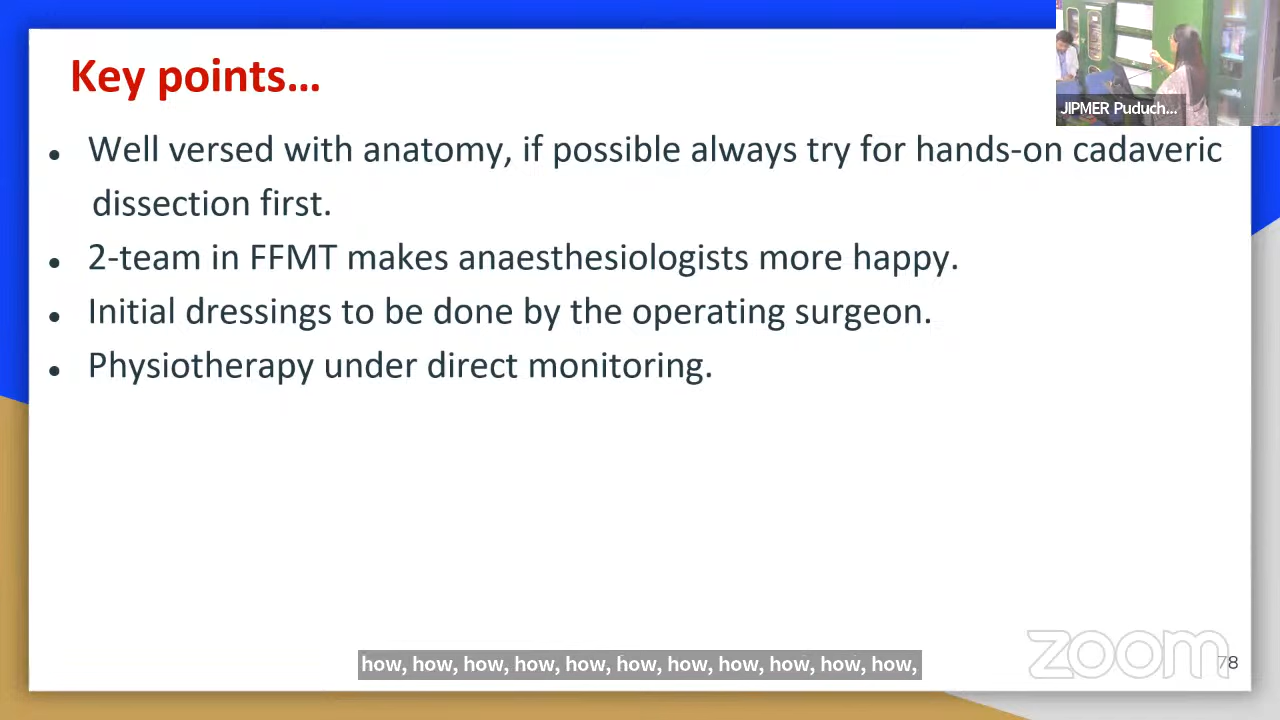 Key points…
JIPMER Puduch...
● Well versed with anatomy, if possible always try for hands-on cadaveric
dissection first.
● 2-team in FFMT makes anaesthesiologists more happy.
● Initial dressings to be done by the operating surgeon.
● Physiotherapy under direct monitoring.
how, how, how, how, how, how, how, how, how, how, how,
zoom
78